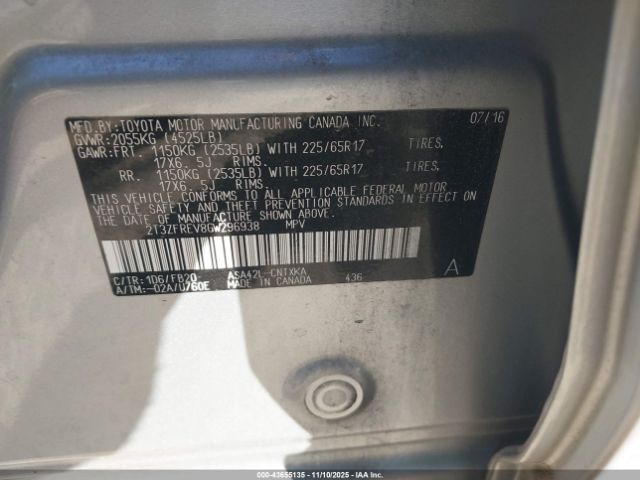 MFD.BY:TOYOTA MOTOR MANUFACTURING CANADA INC. 07/16
GVWR:2055KG (4525LB)
GAWR:FRT. 1150KG (2535LB) WITH 225/65R17 TIRES.
17X6. 5J RIMS.
RR. 1150KG (2535LB) WITH 225/65R17 TIRES.
17X6. 5J RIMS.
THIS VEHICLE CONFORMS TO ALL APPLICABLE FEDERAL MOTOR
VEHICLE SAFETY AND THEFT PREVENTION STANDARDS IN EFFECT ON
THE DATE OF MANUFACTURE SHOWN ABOVE.
2T3ZFREV8GW296938 MPV
C/TR:1D6/FB20 ASA42L-CNTXKA A
A/TM:-02A/U760E MADE IN CANADA 436
000-43655135 - 11/10/2025 - IAA